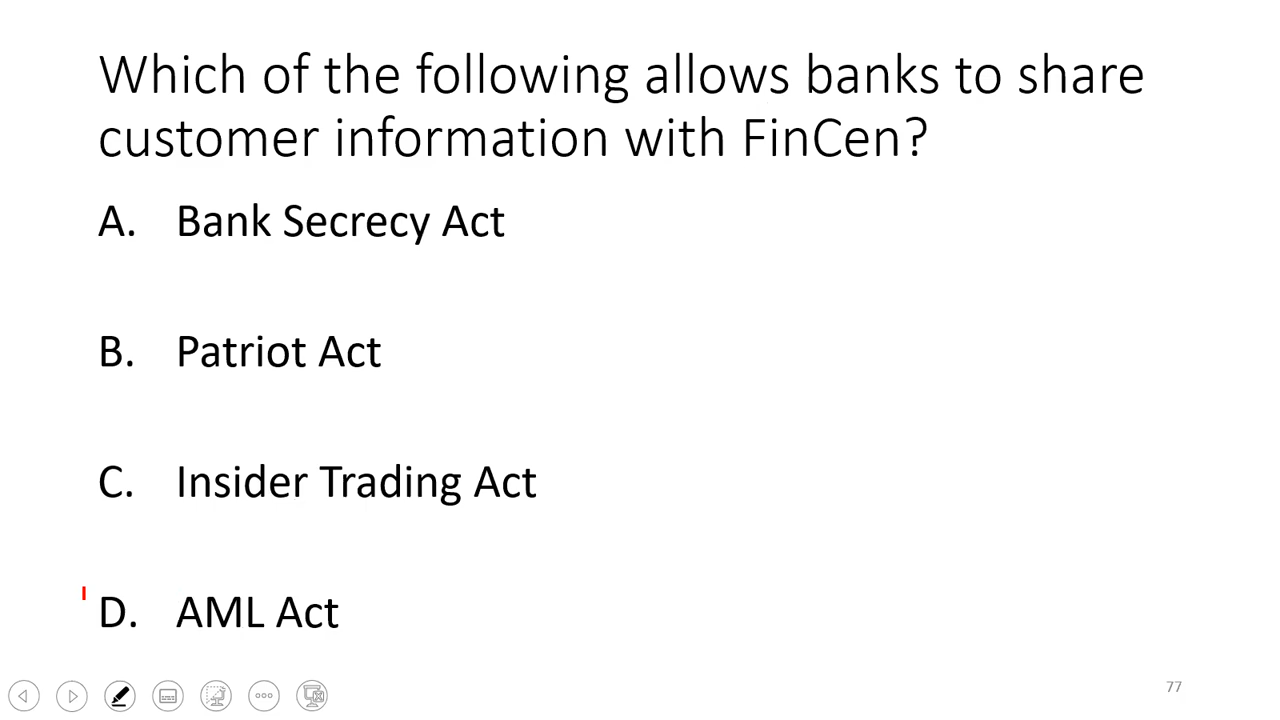 Which of the following allows banks to share
customer information with FinCen?
A. Bank Secrecy Act
B. Patriot Act
C. Insider Trading Act
D. AML Act
77